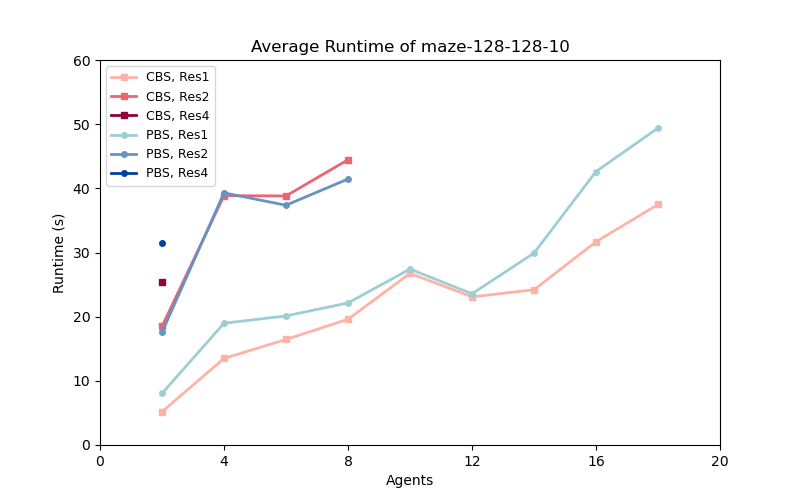 Average Runtime of maze-128-128-10
60
50
40
30
20
10
0
Runtime (s)
CBS, Res1
CBS, Res2
CBS, Res4
PBS, Res1
PBS, Res2
PBS, Res4
0 4 8 12 16 20
Agents